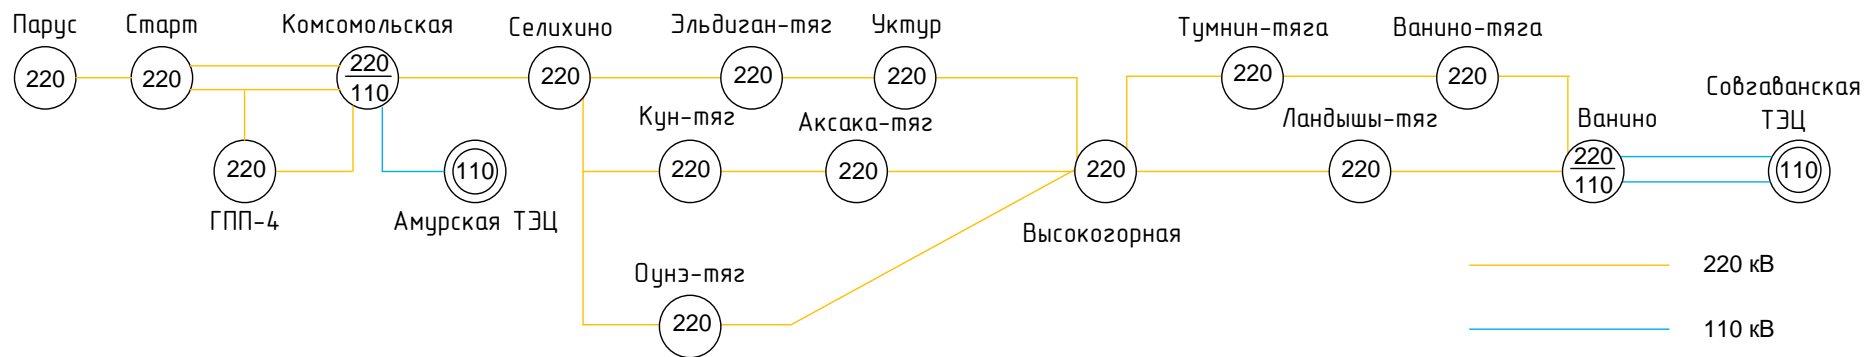 Парус
Старт
Комсомольская
Селихино
Эльдиган-тяг
Уктур
Тумнин-тяга
Ванино-тяга
220
220
220
110
220
220
220
220
220
Совгаванская
ТЭЦ
Кун-тяг
Аксака-тяг
Ландышы-тяг
Ванино
220
110
220
220
220
220
220
110
110
ГПП-4
Амурская ТЭЦ
Высокогорная
Оунэ-тяг
220
220 кВ
110 кВ